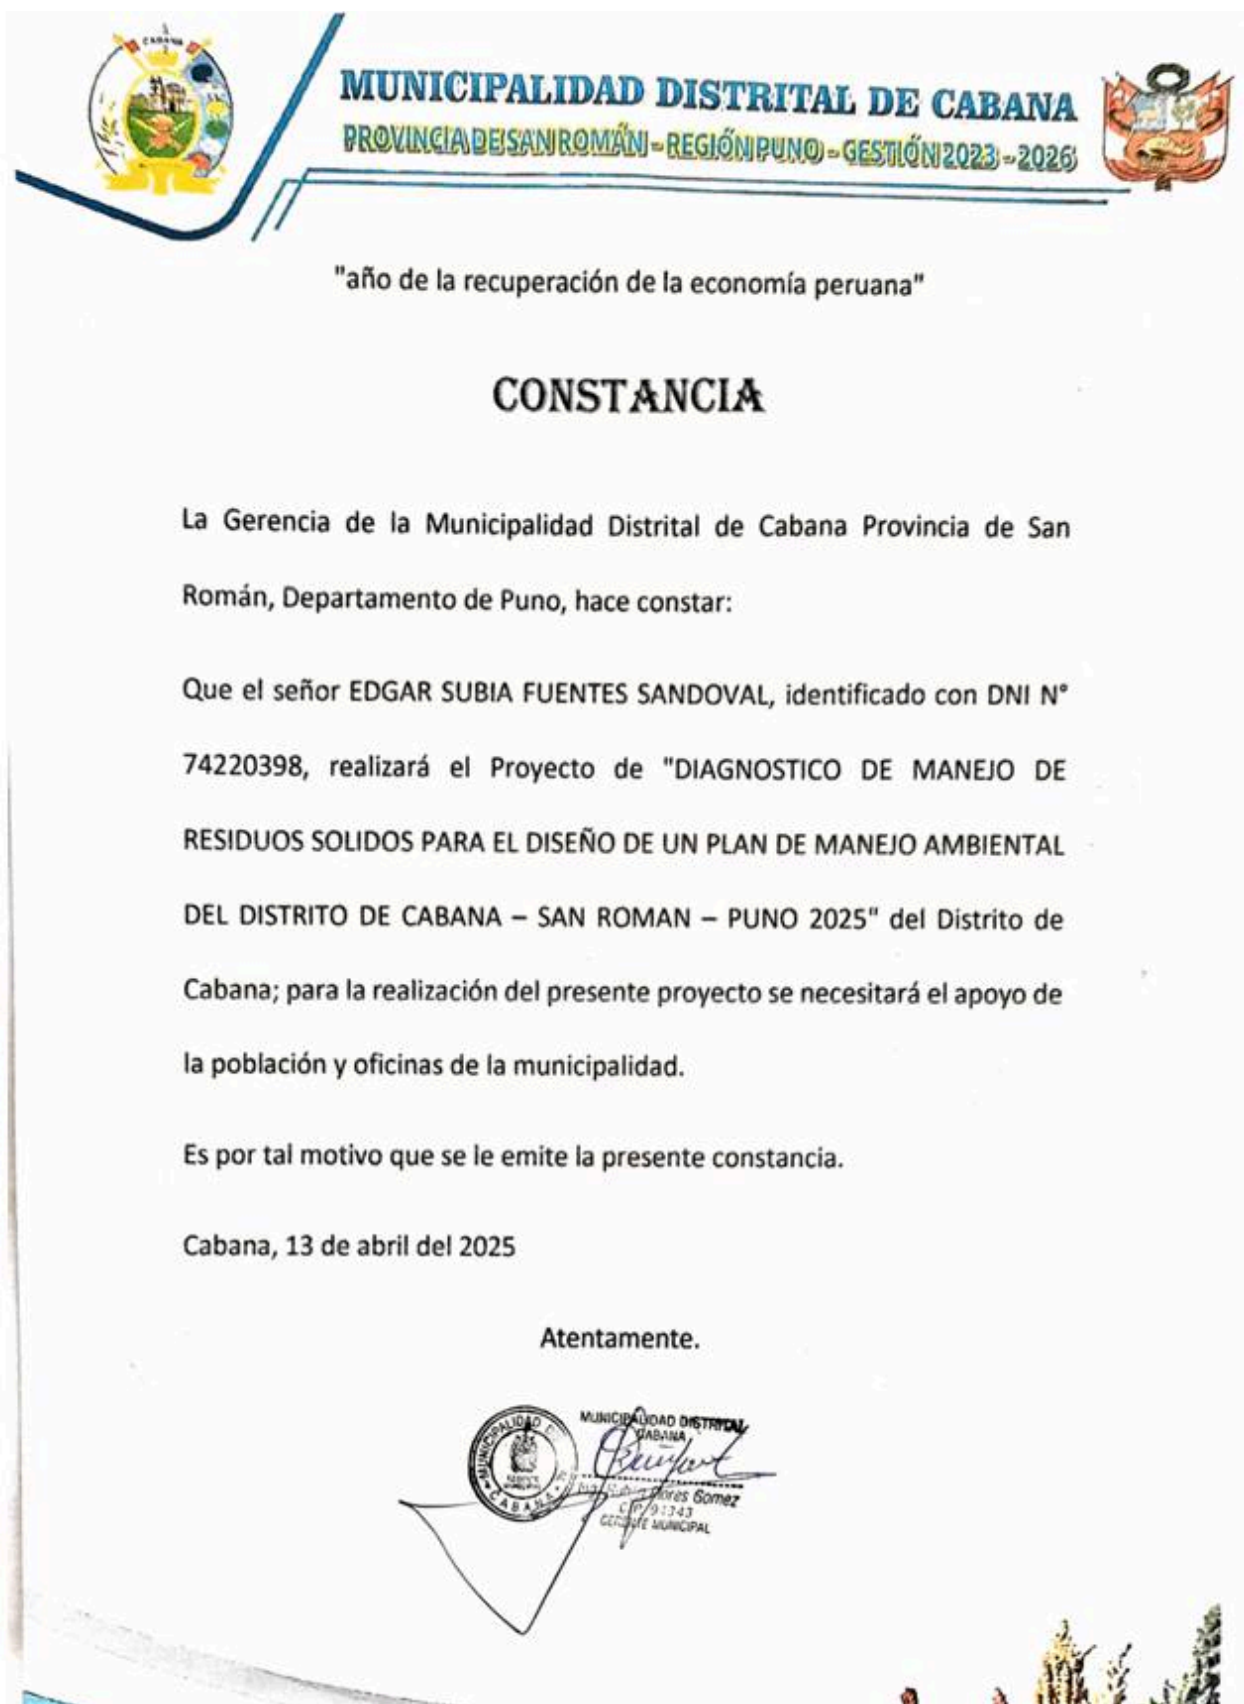 CABANA
MUNICIPALIDAD DISTRITAL DE CABANA
PROVINCIA DE SAN ROMÁN - REGIÓN PUNO - GESTIÓN 2023 - 2026
"año de la recuperación de la economía peruana"
CONSTANCIA
La Gerencia de la Municipalidad Distrital de Cabana Provincia de San
Román, Departamento de Puno, hace constar:
Que el señor EDGAR SUBIA FUENTES SANDOVAL, identificado con DNI N°
74220398, realizará el Proyecto de "DIAGNOSTICO DE MANEJO DE
RESIDUOS SOLIDOS PARA EL DISEÑO DE UN PLAN DE MANEJO AMBIENTAL
DEL DISTRITO DE CABANA – SAN ROMAN – PUNO 2025" del Distrito de
Cabana; para la realización del presente proyecto se necesitará el apoyo de
la población y oficinas de la municipalidad.
Es por tal motivo que se le emite la presente constancia.
Cabana, 13 de abril del 2025
Atentamente.
MUNICIPALIDAD
CABANA
MUNICIPALIDAD DISTRITAL
CABANA
Flores Gomez
GERENTE MUNICIPAL